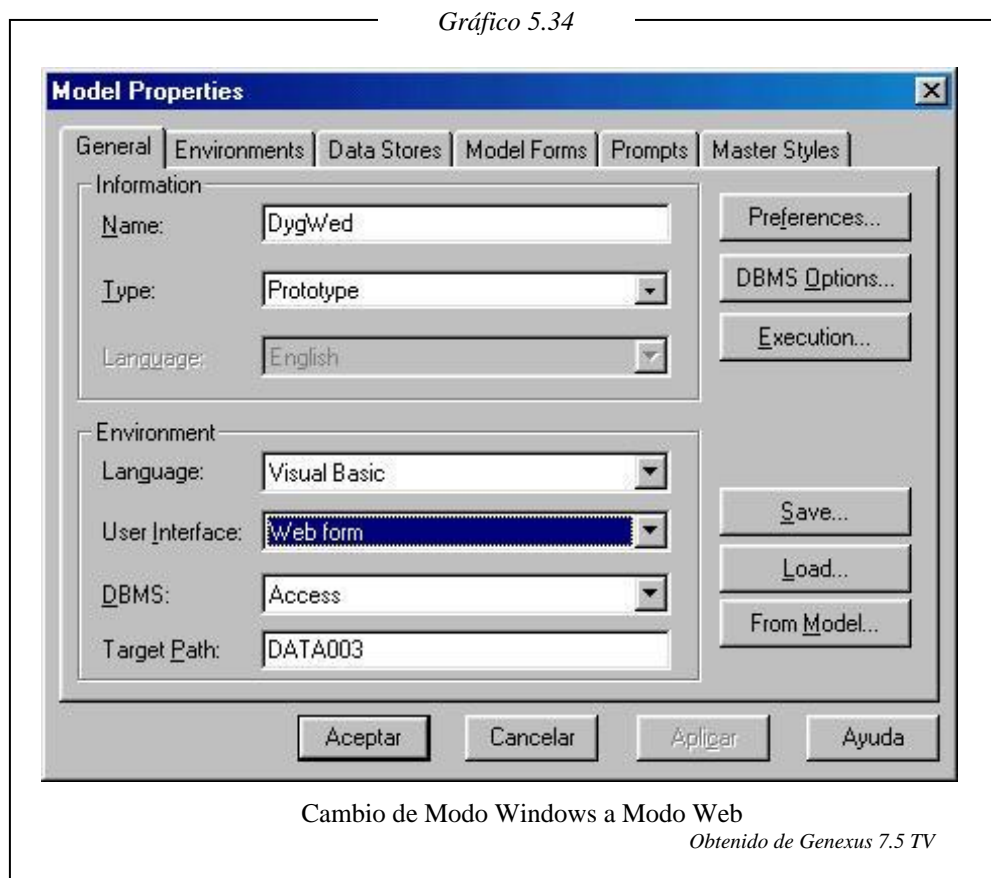 Gráfico 5.34
Model Properties
General Environments Data Stores Model Forms Prompts Master Styles
Information
Name: DygWed
Type: Prototype
Language: English
Preferences...
DBMS Options...
Execution...
Environment
Language: Visual Basic
User Interface: Web form
DBMS: Access
Target Path: DATA003
Save...
Load...
From Model...
Aceptar Cancelar Aplicar Ayuda
Cambio de Modo Windows a Modo Web
Obtenido de Genexus 7.5 TV